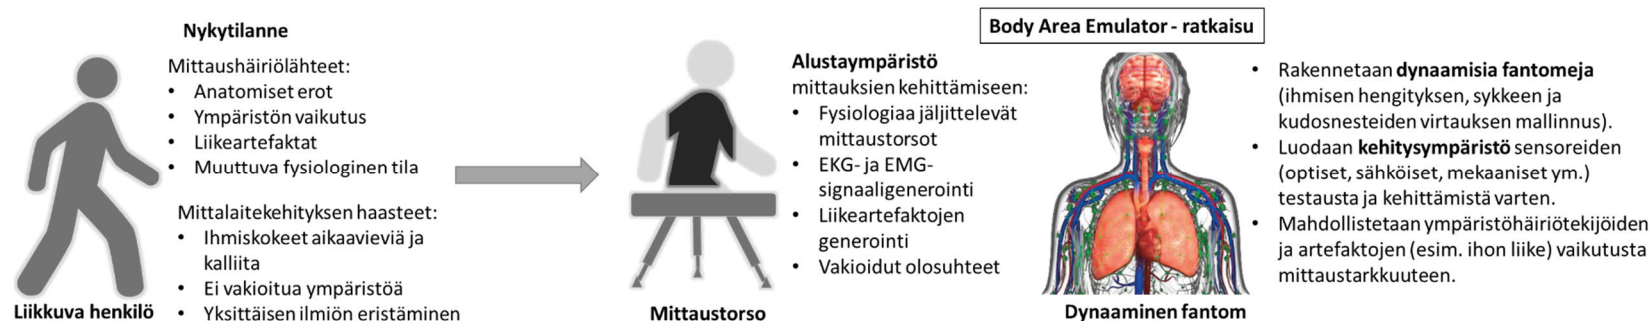 Nykytilanne
Mittaushäiriölähteet:
• Anatomiset erot
• Ympäristön vaikutus
• Liikeartefaktat
• Muuttuva fysiologinen tila
Mittalaitekehityksen haasteet:
• Ihmiskokeet aikaavieviä ja
kalliita
• Ei vakioitua ympäristöä
• Yksittäisen ilmiön eristäminen
Liikkuva henkilö
Mittaustorso
Alustaympäristö
mittauksien kehittämiseen:
• Fysiologiaa jäljittelevät
mittaustorsot
• EKG- ja EMG-
signaaligenerointi
• Liikeartefaktojen
generointi
• Vakioidut olosuhteet
Body Area Emulator - ratkaisu
Dynaaminen fantom
• Rakennetaan dynaamisia fantomeja
(ihmisen hengityksen, sykkeen ja
kudosnesteiden virtauksen mallinnus).
• Luodaan kehitysympäristö sensoreiden
(optiset, sähköiset, mekaaniset ym.)
testausta ja kehittämistä varten.
• Mahdollistetaan ympäristöhäiriötekijöiden
ja artefaktojen (esim. ihon liike) vaikutusta
mittaustarkkuuteen.